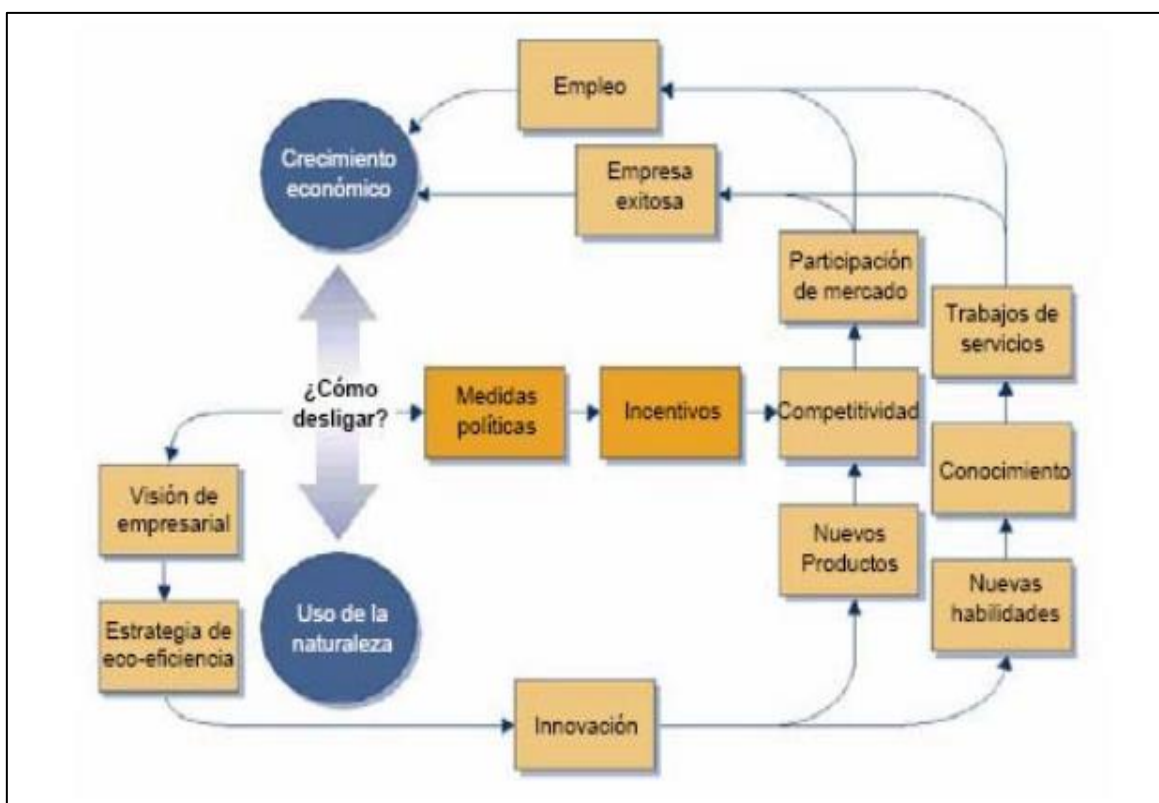 Empleo
Crecimiento
económico
Empresa
exitosa
Participación
de mercado
Trabajos de
servicios
¿Cómo
desligar?
Medidas
políticas
Incentivos
Competitividad
Conocimiento
Visión de
empresarial
Nuevos
Productos
Nuevas
habilidades
Uso de la
naturaleza
Estrategia de
eco-eficiencia
Innovación